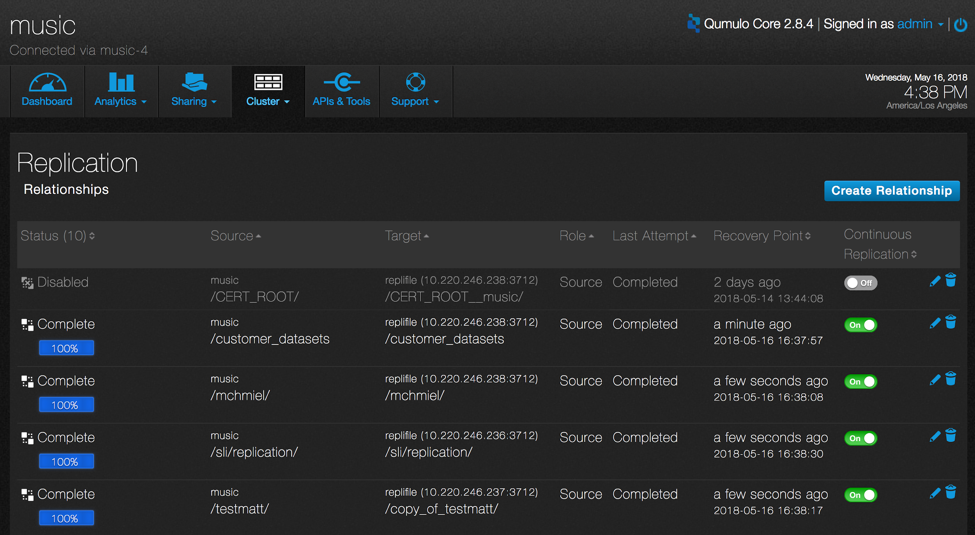 music
Connected via music-4
Qumulo Core 2.8.4 | Signed in as admin
Dashboard
Analytics
Sharing
Cluster
APIs & Tools
Support
Wednesday, May 16, 2018
4:38 PM
America/Los Angeles
Replication
Relationships
Create Relationship
Status (10) Source Target Role Last Attempt Recovery Point Continuous Replication
Disabled
music
/CERT_ROOT/
replifile (10.220.246.238:3712)
/CERT_ROOT__music/
Source
Completed
2 days ago
2018-05-14 13:44:08
Off
Complete
100%
music
/customer_datasets
replifile (10.220.246.238:3712)
/customer_datasets
Source
Completed
a minute ago
2018-05-16 16:37:57
On
Complete
100%
music
/mchmiel/
replifile (10.220.246.238:3712)
/mchmiel/
Source
Completed
a few seconds ago
2018-05-16 16:38:08
On
Complete
100%
music
/sli/replication/
replifile (10.220.246.236:3712)
/sli/replication/
Source
Completed
a few seconds ago
2018-05-16 16:38:30
On
Complete
100%
music
/testmatt/
replifile (10.220.246.237:3712)
/copy_of_testmatt/
Source
Completed
a few seconds ago
2018-05-16 16:38:17
On